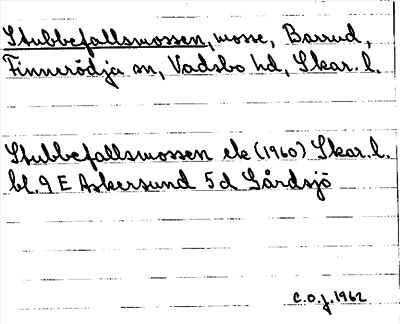 Stubbefallsmossen, mosse, Barrud,
Finnerödja sn, Vadsbo hd, Skar. l.
Stubbefallsmossen ek (1960) Skar. l.
bl. 9 E Askersund 5 d Gårdsjö
C.O.J. 1962